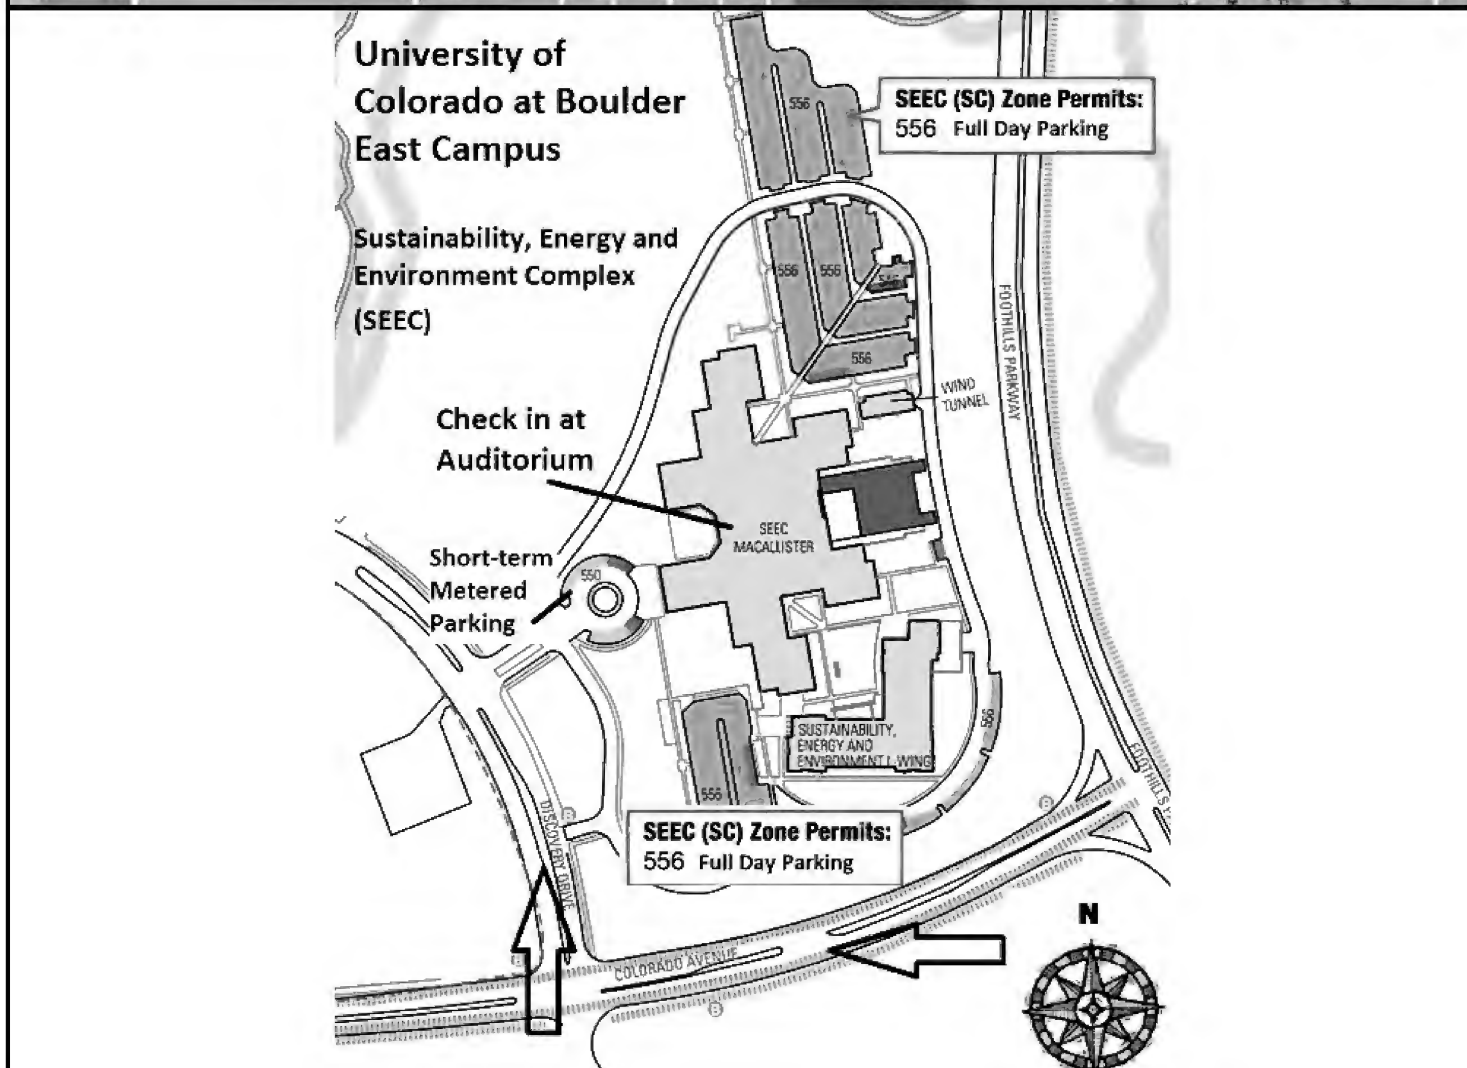 University of
Colorado at Boulder
East Campus
SEEC (SC) Zone Permits:
556 Full Day Parking
556
Sustainability, Energy and
Environment Complex
(SEEC)
556
556
556
FOOTHILLS PARKWAY
556
WIND
TUNNEL
Check in at
Auditorium
SEEC
MACALLISTER
Short-term
Metered
Parking
550
556
SUSTAINABILITY,
ENERGY AND
ENVIRONMENT L-WING
556
DISCOVERY DRIVE
B
B
SEEC (SC) Zone Permits:
556 Full Day Parking
N
COLORADO AVENUE
B
B